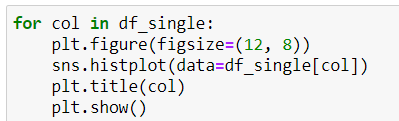 for col in df_single:
    plt.figure(figsize=(12, 8))
    sns.histplot(data=df_single[col])
    plt.title(col)
    plt.show()